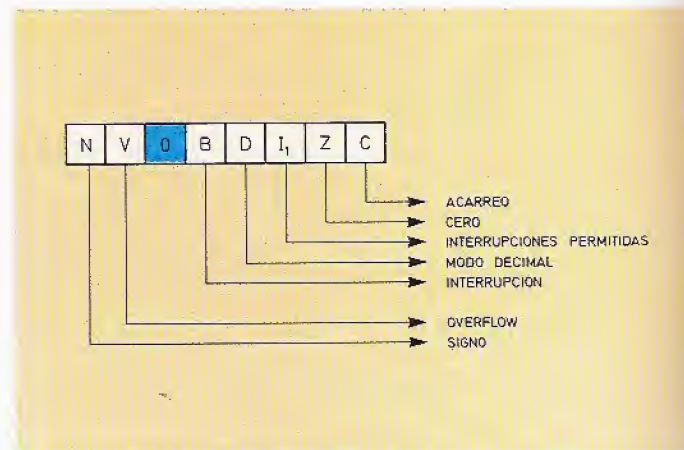 N V 0 B D I₁ Z C
ACARREO
CERO
INTERRUPCIONES PERMITIDAS
MODO DECIMAL
INTERRUPCION
OVERFLOW
SIGNO